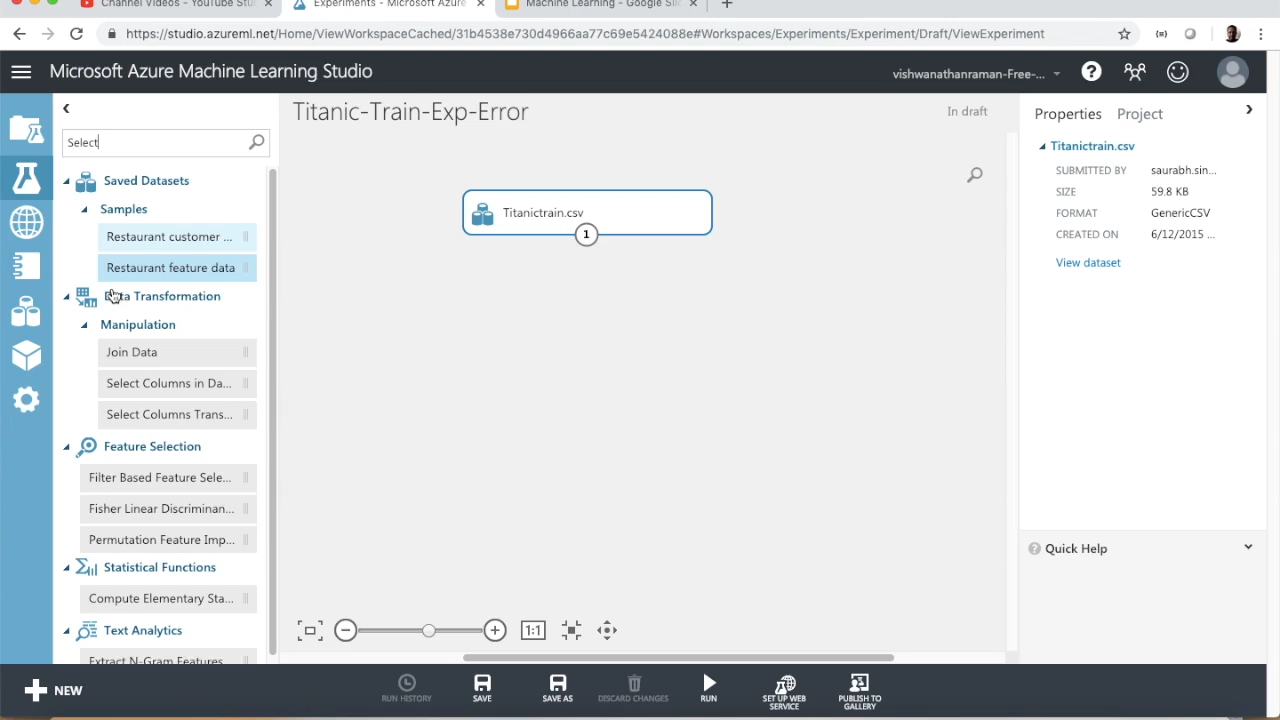 Channel Videos - YouTube Stu
Experiments - Microsoft Azure
Machine Learning - Google Slic
https://studio.azureml.net/Home/ViewWorkspaceCached/31b4538e730d4966aa77c69e5424088e#Workspaces/Experiments/Experiment/Draft/ViewExperiment
Microsoft Azure Machine Learning Studio
vishwanathraman-Free-...
Titanic-Train-Exp-Error
In draft
Properties
Project
Select
Titanictrain.csv
SUBMITTED BY saurabh.sin...
SIZE 59.8 KB
FORMAT GenericCSV
CREATED ON 6/12/2015 ...
View dataset
Saved Datasets
Samples
Restaurant customer ...
Restaurant feature data
Data Transformation
Manipulation
Join Data
Select Columns in Da...
Select Columns Trans...
Feature Selection
Filter Based Feature Sele...
Fisher Linear Discriminan...
Permutation Feature Imp...
Statistical Functions
Compute Elementary Sta...
Text Analytics
Extract N-Gram Features
Titanictrain.csv
1
Quick Help
1:1
NEW
RUN HISTORY
SAVE
SAVE AS
DISCARD CHANGES
RUN
SET UP WEB
SERVICE
PUBLISH TO
GALLERY